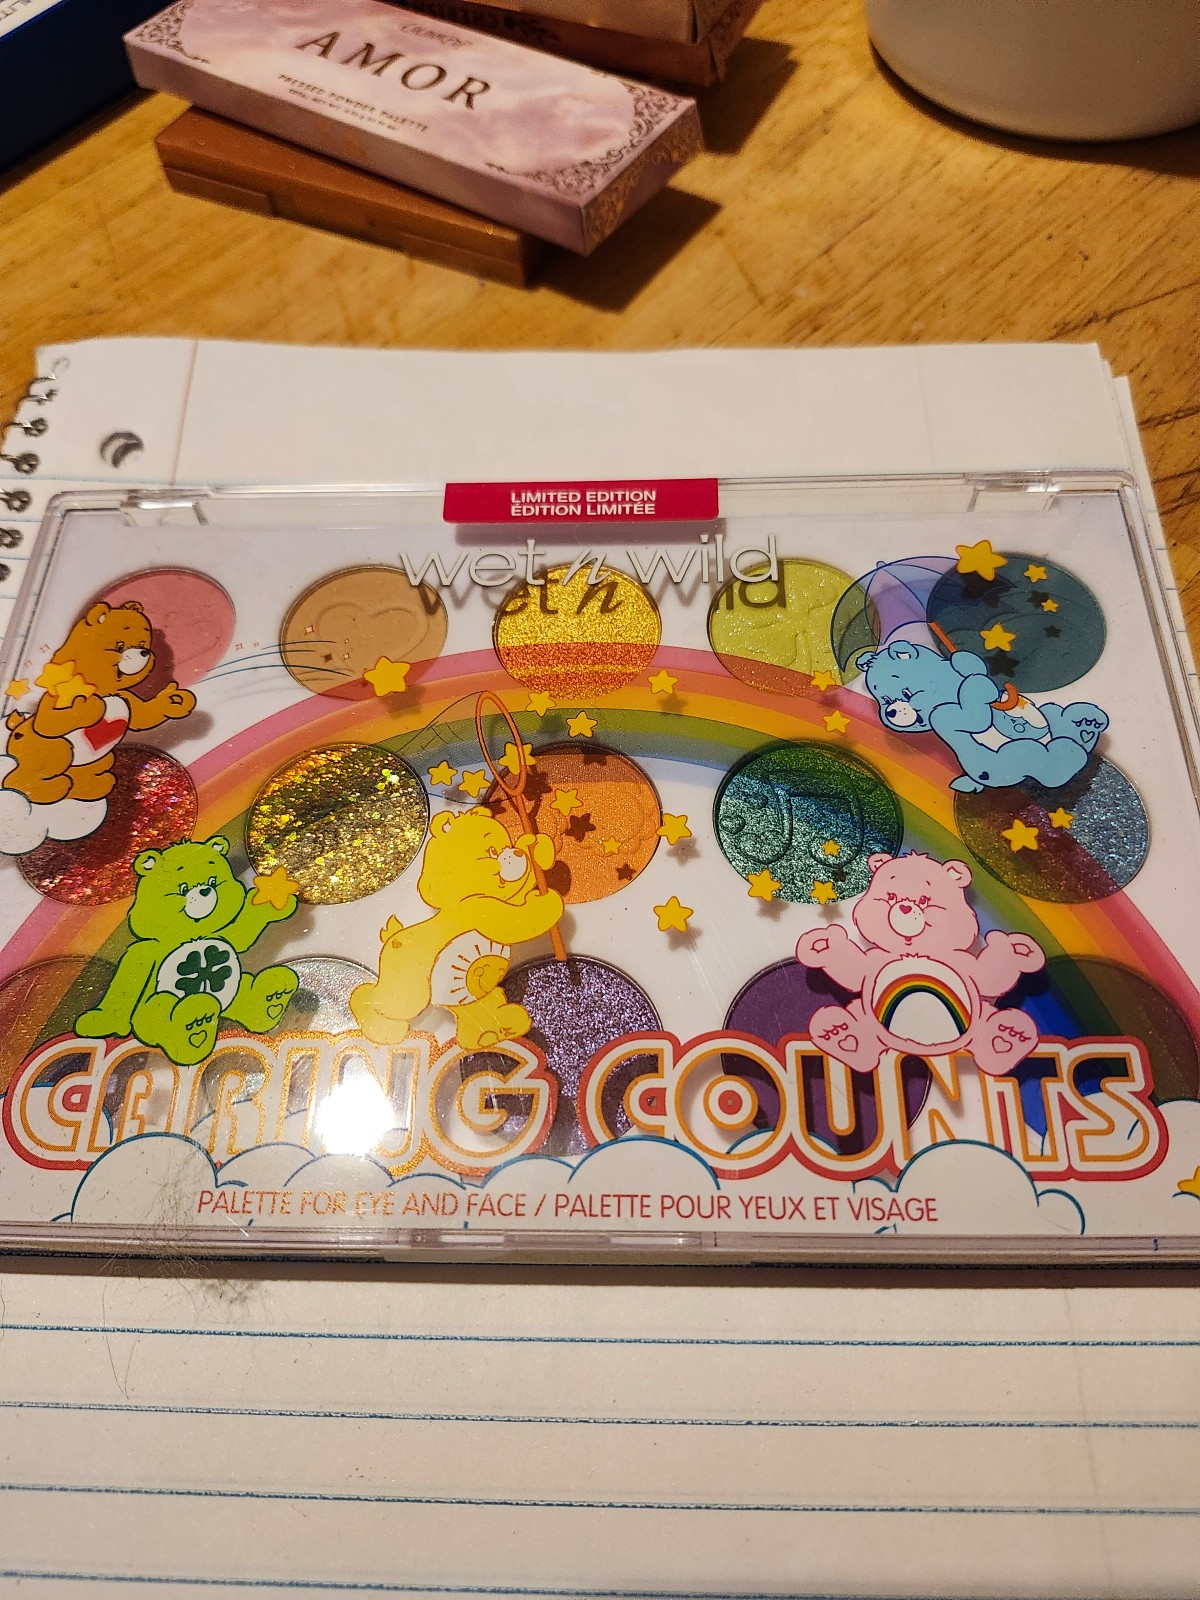 COLOURPOP
AMOR
PRESSED POWDER PALETTE
LIMITED EDITION
ÉDITION LIMITÉE
wet n wild
CARING COUNTS
PALETTE FOR EYE AND FACE / PALETTE POUR YEUX ET VISAGE